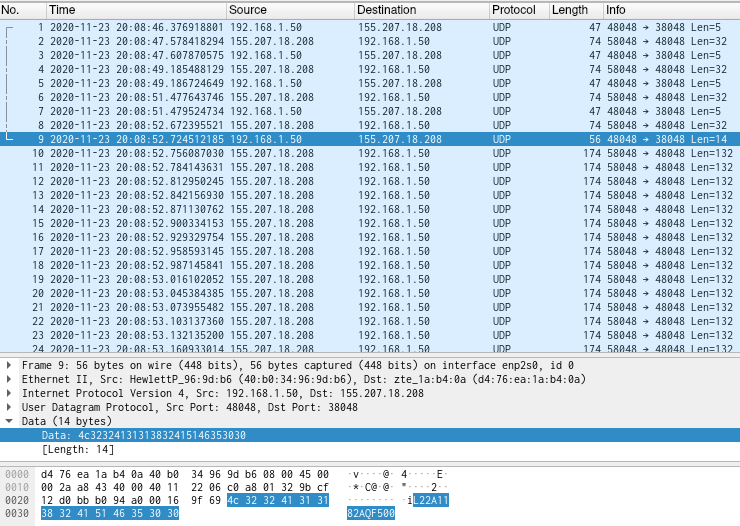 No. Time Source Destination Protocol Length Info
1 2020-11-23 20:08:46.376918801 192.168.1.50 155.207.18.208 UDP 47 48048 → 38048 Len=5
2 2020-11-23 20:08:47.578418294 155.207.18.208 192.168.1.50 UDP 74 58048 → 48048 Len=32
3 2020-11-23 20:08:47.607870575 192.168.1.50 155.207.18.208 UDP 47 48048 → 38048 Len=5
4 2020-11-23 20:08:49.185488129 155.207.18.208 192.168.1.50 UDP 74 58048 → 48048 Len=32
5 2020-11-23 20:08:49.186724649 192.168.1.50 155.207.18.208 UDP 47 48048 → 38048 Len=5
6 2020-11-23 20:08:51.477643746 155.207.18.208 192.168.1.50 UDP 74 58048 → 48048 Len=32
7 2020-11-23 20:08:51.479524734 192.168.1.50 155.207.18.208 UDP 47 48048 → 38048 Len=5
8 2020-11-23 20:08:52.672395521 155.207.18.208 192.168.1.50 UDP 74 58048 → 48048 Len=32
9 2020-11-23 20:08:52.724512185 192.168.1.50 155.207.18.208 UDP 56 48048 → 38048 Len=14
10 2020-11-23 20:08:52.756087030 155.207.18.208 192.168.1.50 UDP 174 58048 → 48048 Len=132
11 2020-11-23 20:08:52.784143631 155.207.18.208 192.168.1.50 UDP 174 58048 → 48048 Len=132
12 2020-11-23 20:08:52.812950245 155.207.18.208 192.168.1.50 UDP 174 58048 → 48048 Len=132
13 2020-11-23 20:08:52.842156930 155.207.18.208 192.168.1.50 UDP 174 58048 → 48048 Len=132
14 2020-11-23 20:08:52.871130762 155.207.18.208 192.168.1.50 UDP 174 58048 → 48048 Len=132
15 2020-11-23 20:08:52.900334153 155.207.18.208 192.168.1.50 UDP 174 58048 → 48048 Len=132
16 2020-11-23 20:08:52.929329754 155.207.18.208 192.168.1.50 UDP 174 58048 → 48048 Len=132
17 2020-11-23 20:08:52.958593145 155.207.18.208 192.168.1.50 UDP 174 58048 → 48048 Len=132
18 2020-11-23 20:08:52.987145841 155.207.18.208 192.168.1.50 UDP 174 58048 → 48048 Len=132
19 2020-11-23 20:08:53.016102052 155.207.18.208 192.168.1.50 UDP 174 58048 → 48048 Len=132
20 2020-11-23 20:08:53.045384385 155.207.18.208 192.168.1.50 UDP 174 58048 → 48048 Len=132
21 2020-11-23 20:08:53.073955482 155.207.18.208 192.168.1.50 UDP 174 58048 → 48048 Len=132
22 2020-11-23 20:08:53.103137360 155.207.18.208 192.168.1.50 UDP 174 58048 → 48048 Len=132
23 2020-11-23 20:08:53.132135200 155.207.18.208 192.168.1.50 UDP 174 58048 → 48048 Len=132
24 2020-11-23 20:08:53.160933014 155.207.18.208 192.168.1.50 UDP 174 58048 → 48048 Len=132
Frame 9: 56 bytes on wire (448 bits), 56 bytes captured (448 bits) on interface enp2s0, id 0
Ethernet II, Src: HewlettP_96:9d:b6 (40:b0:34:96:9d:b6), Dst: zte_1a:b4:0a (d4:76:ea:1a:b4:0a)
Internet Protocol Version 4, Src: 192.168.1.50, Dst: 155.207.18.208
User Datagram Protocol, Src Port: 48048, Dst Port: 38048
Data (14 bytes)
Data: 4c32324131313832415146353030
[Length: 14]
0000 d4 76 ea 1a b4 0a 40 b0 34 96 9d b6 08 00 45 00 ·v····@· 4·····E·
0010 00 2a a8 43 40 00 40 11 22 06 c0 a8 01 32 9b cf ·*·C@·@· "····2··
0020 12 d0 bb b0 94 a0 00 16 9f 69 4c 32 32 41 31 31 ········ ·iL22A11
0030 38 32 41 51 46 35 30 30 82AQF500